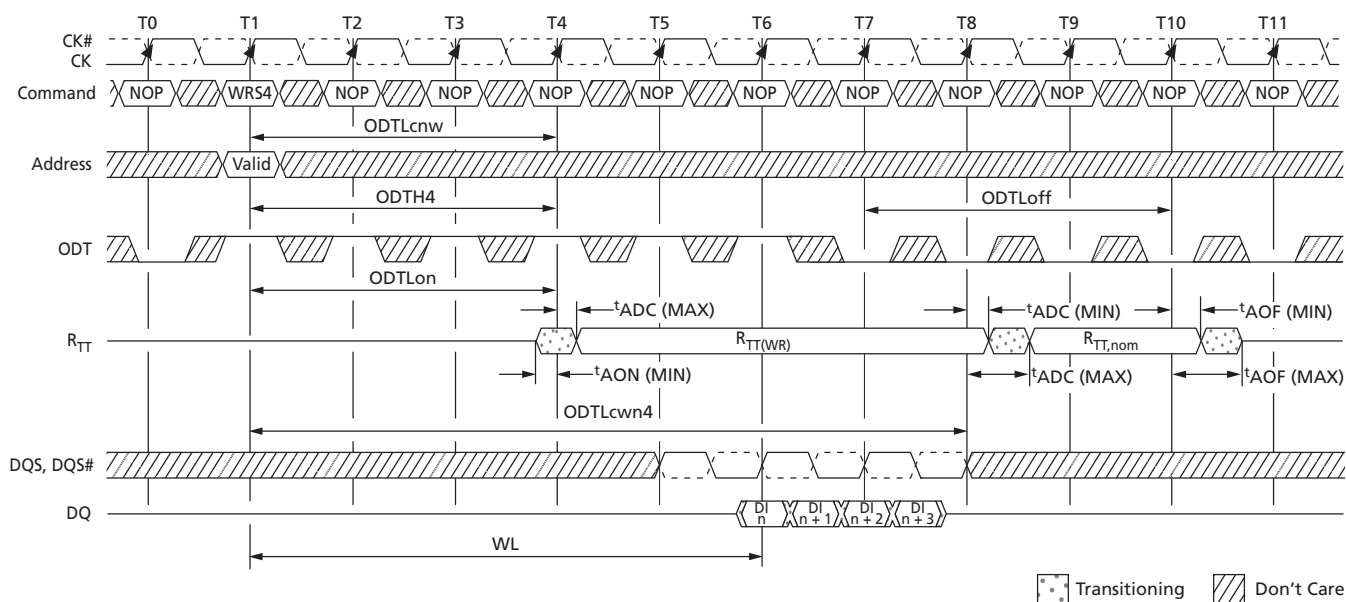 T0 T1 T2 T3 T4 T5 T6 T7 T8 T9 T10 T11
CK#
CK
Command NOP WRS4 NOP NOP NOP NOP NOP NOP NOP NOP NOP NOP
ODTLcnw
Address Valid
ODTH4 ODTLoff
ODT
ODTLon
tADC (MAX) tADC (MIN) tAOF (MIN)
RTT RTT(WR) RTT,nom
tAON (MIN) tADC (MAX) tAOF (MAX)
ODTLcwn4
DQS, DQS#
DQ DI n DI n + 1 DI n + 2 DI n + 3
WL
Transitioning Don't Care